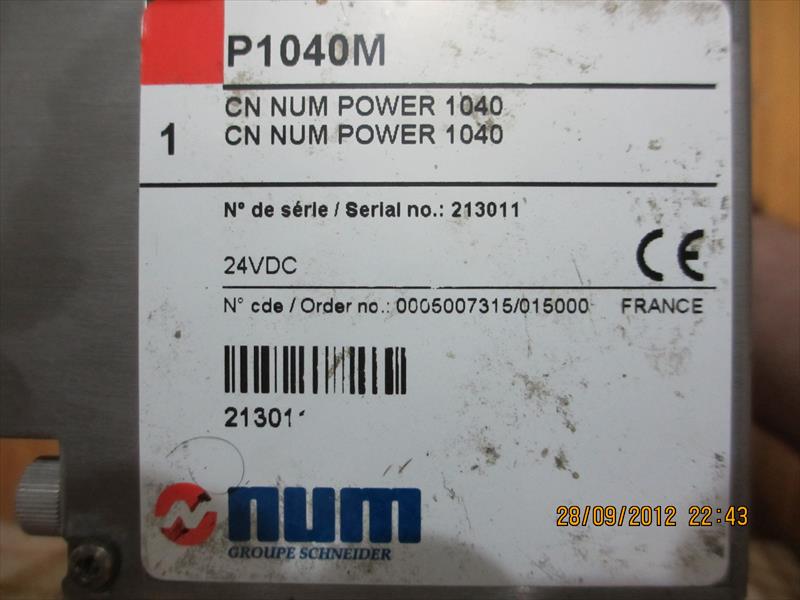 P1040M
CN NUM POWER 1040
1
CN NUM POWER 1040
N° de série / Serial no.: 213011
24VDC
CE
N° cde / Order no.: 0005007315/015000
FRANCE
213011
num
GROUPE SCHNEIDER
28/09/2012 22:43